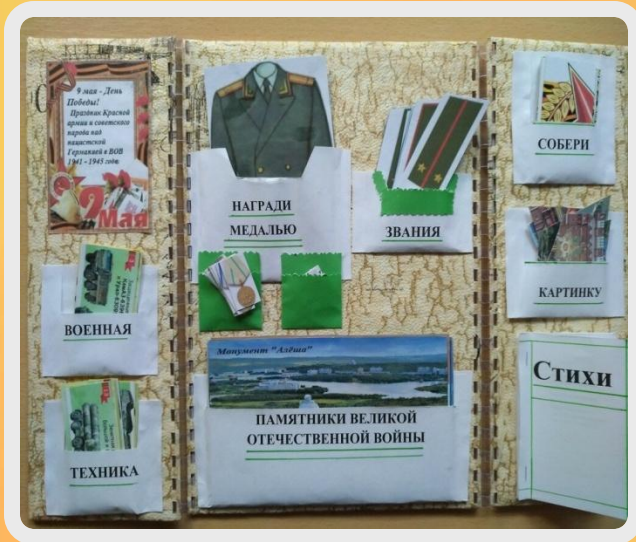 9 мая - День
Победы!
Праздник Красной
армии и советского
народа над
нацистской
Германией в ВОВ
1941 - 1945 годы
9 Мая
ВОЕННАЯ
ТЕХНИКА
НАГРАДИ
МЕДАЛЬЮ
ЗВАНИЯ
Монумент "Алёша"
ПАМЯТНИКИ ВЕЛИКОЙ
ОТЕЧЕСТВЕННОЙ ВОЙНЫ
СОБЕРИ
КАРТИНКУ
Стихи